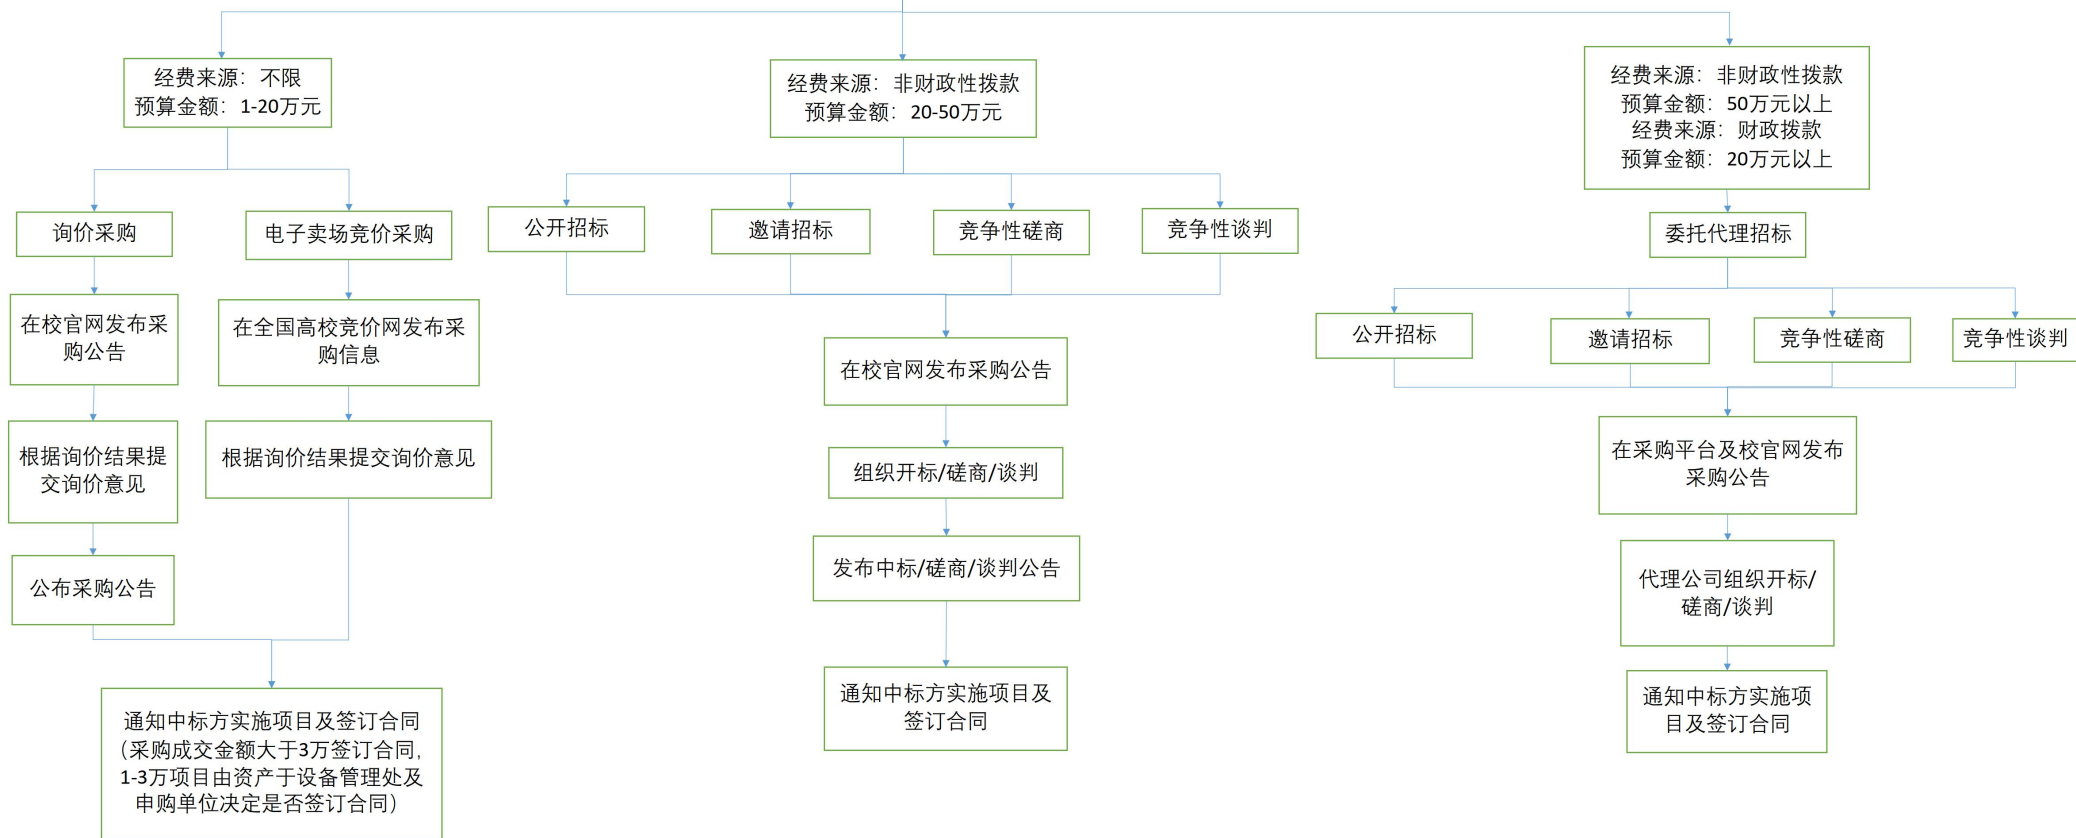 经费来源：不限
预算金额：1-20万元
经费来源：非财政性拨款
预算金额：20-50万元
经费来源：非财政性拨款
预算金额：50万元以上
经费来源：财政拨款
预算金额：20万元以上
询价采购
电子卖场竞价采购
公开招标
邀请招标
竞争性磋商
竞争性谈判
委托代理招标
在校官网发布采
购公告
在全国高校竞价网发布采
购信息
在校官网发布采购公告
公开招标
邀请招标
竞争性磋商
竞争性谈判
根据询价结果提
交询价意见
根据询价结果提交询价意见
组织开标/磋商/谈判
在采购平台及校官网发布
采购公告
公布采购公告
发布中标/磋商/谈判公告
代理公司组织开标/
磋商/谈判
通知中标方实施项目及签订合同
（采购成交金额大于3万签订合同，
1-3万项目由资产于设备管理处及
申购单位决定是否签订合同）
通知中标方实施项目及
签订合同
通知中标方实施项
目及签订合同